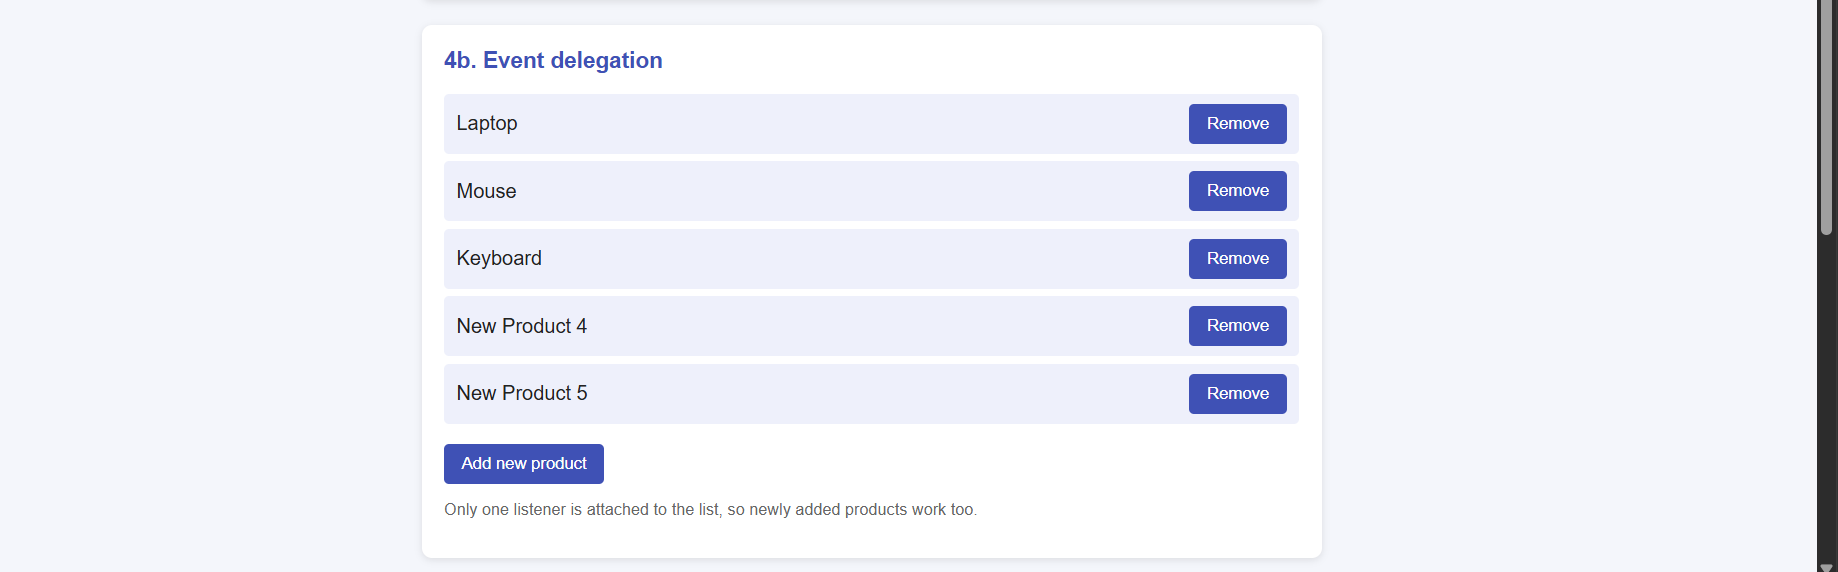 4b. Event delegation
Laptop
Remove
Mouse
Remove
Keyboard
Remove
New Product 4
Remove
New Product 5
Remove
Add new product
Only one listener is attached to the list, so newly added products work too.